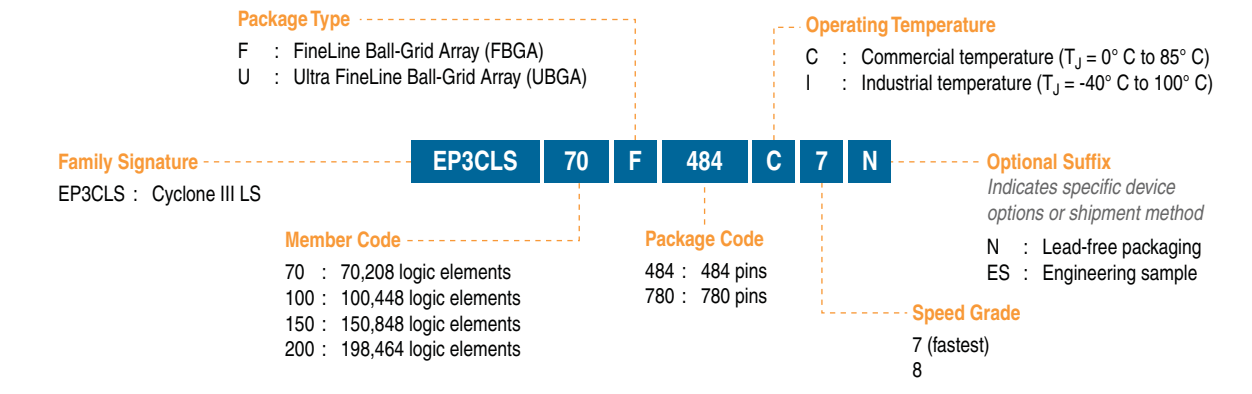 Package Type
F : FineLine Ball-Grid Array (FBGA)
U : Ultra FineLine Ball-Grid Array (UBGA)
Operating Temperature
C : Commercial temperature (TJ = 0° C to 85° C)
I : Industrial temperature (TJ = -40° C to 100° C)
Family Signature
EP3CLS : Cyclone III LS
EP3CLS 70 F 484 C 7 N
Optional Suffix
Indicates specific device
options or shipment method
N : Lead-free packaging
ES : Engineering sample
Member Code
70 : 70,208 logic elements
100 : 100,448 logic elements
150 : 150,848 logic elements
200 : 198,464 logic elements
Package Code
484 : 484 pins
780 : 780 pins
Speed Grade
7 (fastest)
8